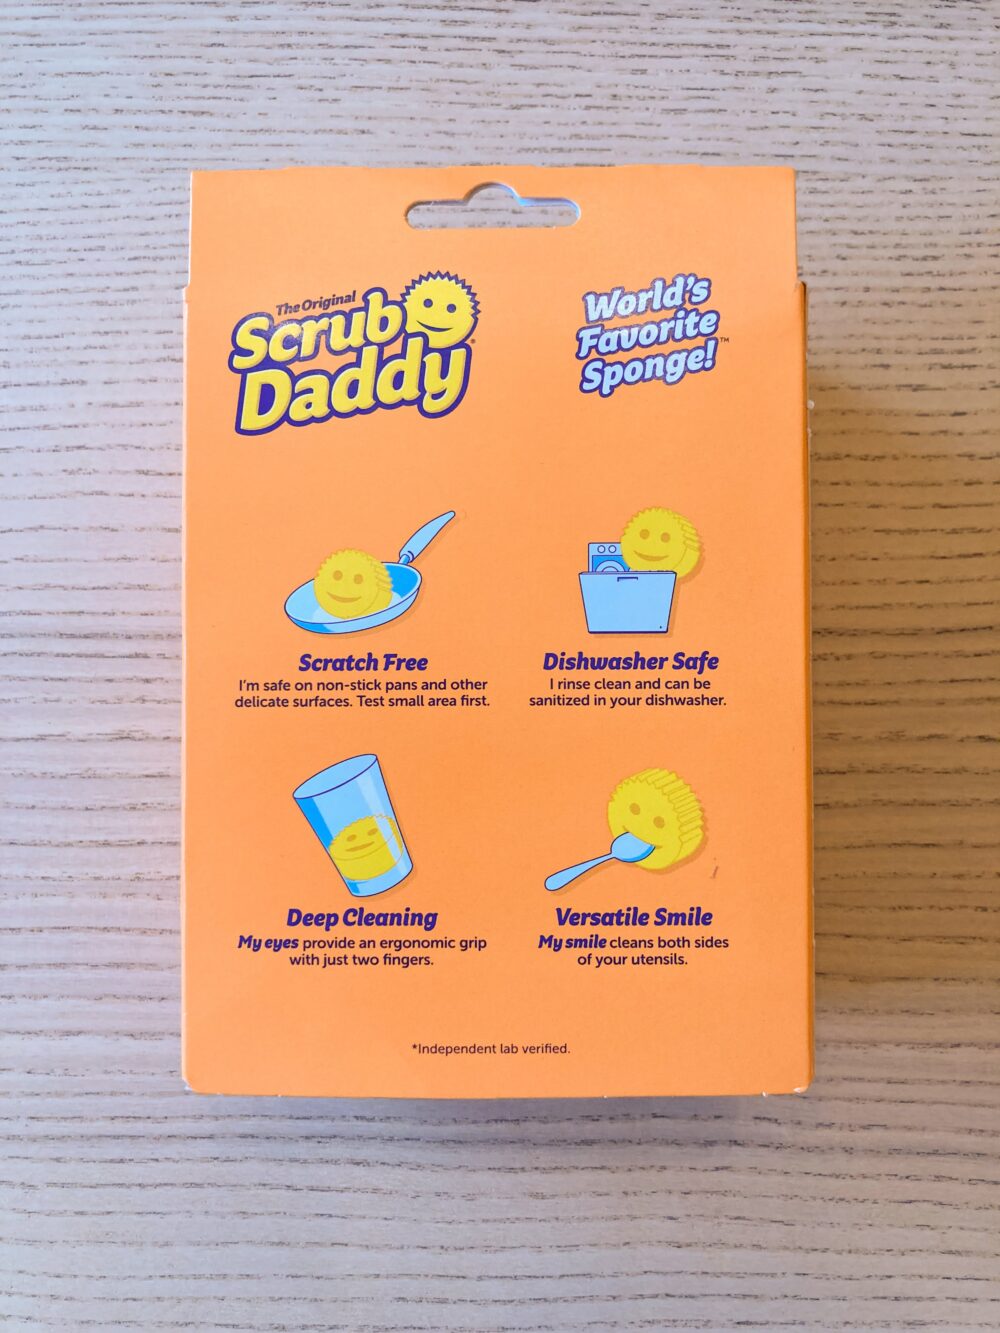 The Original
Scrub
Daddy®
World's
Favorite
Sponge!™
Scratch Free
I'm safe on non-stick pans and other
delicate surfaces. Test small area first.
Dishwasher Safe
I rinse clean and can be
sanitized in your dishwasher.
Deep Cleaning
My eyes provide an ergonomic grip
with just two fingers.
Versatile Smile
My smile cleans both sides
of your utensils.
*Independent lab verified.